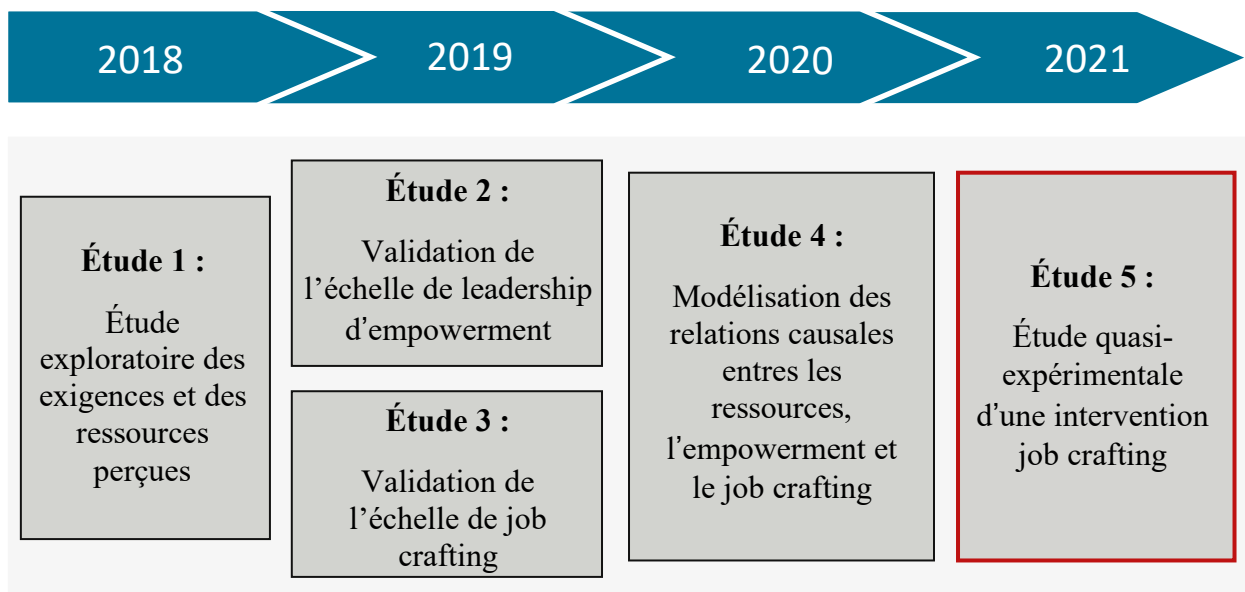 2018
2019
2020
2021
Étude 1 :
Étude
exploratoire des
exigences et des
ressources
perçues
Étude 2 :
Validation de
l’échelle de leadership
d’empowerment
Étude 3 :
Validation de
l’échelle de job
crafting
Étude 4 :
Modélisation des
relations causales
entres les
ressources,
l’empowerment et
le job crafting
Étude 5 :
Étude quasi-
expérimentale
d’une intervention
job crafting